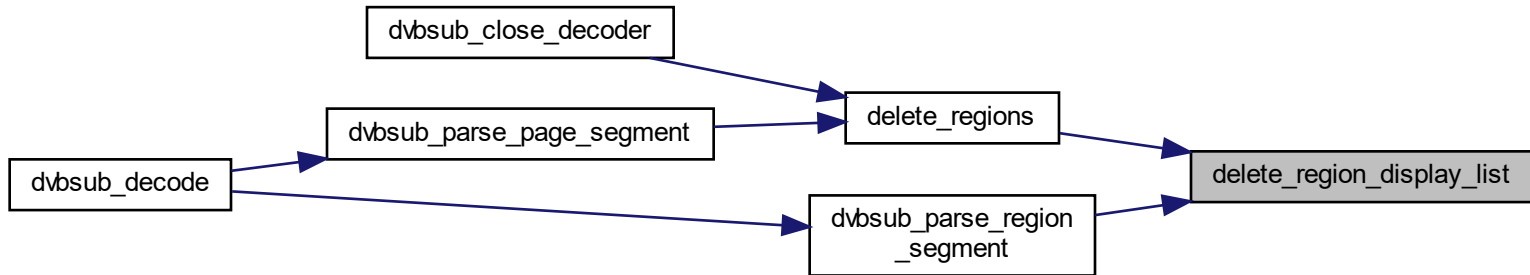 dvbsub_close_decoder
delete_regions
dvbsub_parse_page_segment
dvbsub_decode
delete_region_display_list
dvbsub_parse_region
_segment